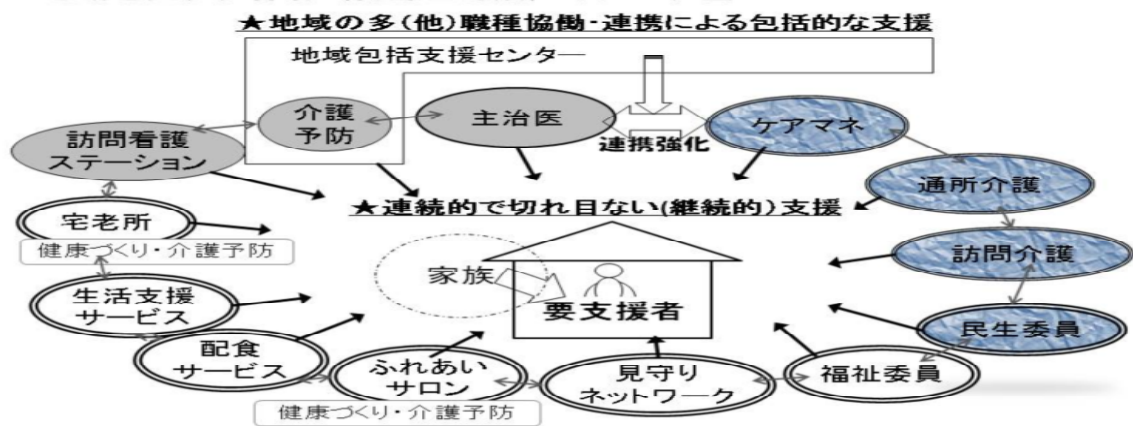 ★地域の多(他)職種協働・連携による包括的な支援
地域包括支援センター
介護
予防
主治医
連携強化
ケアマネ
訪問看護
ステーション
通所介護
宅老所
健康づくり・介護予防
★連続的で切れ目ない(継続的)支援
訪問介護
家族
要支援者
生活支援
サービス
民生委員
配食
サービス
ふれあい
サロン
健康づくり・介護予防
見守り
ネットワーク
福祉委員